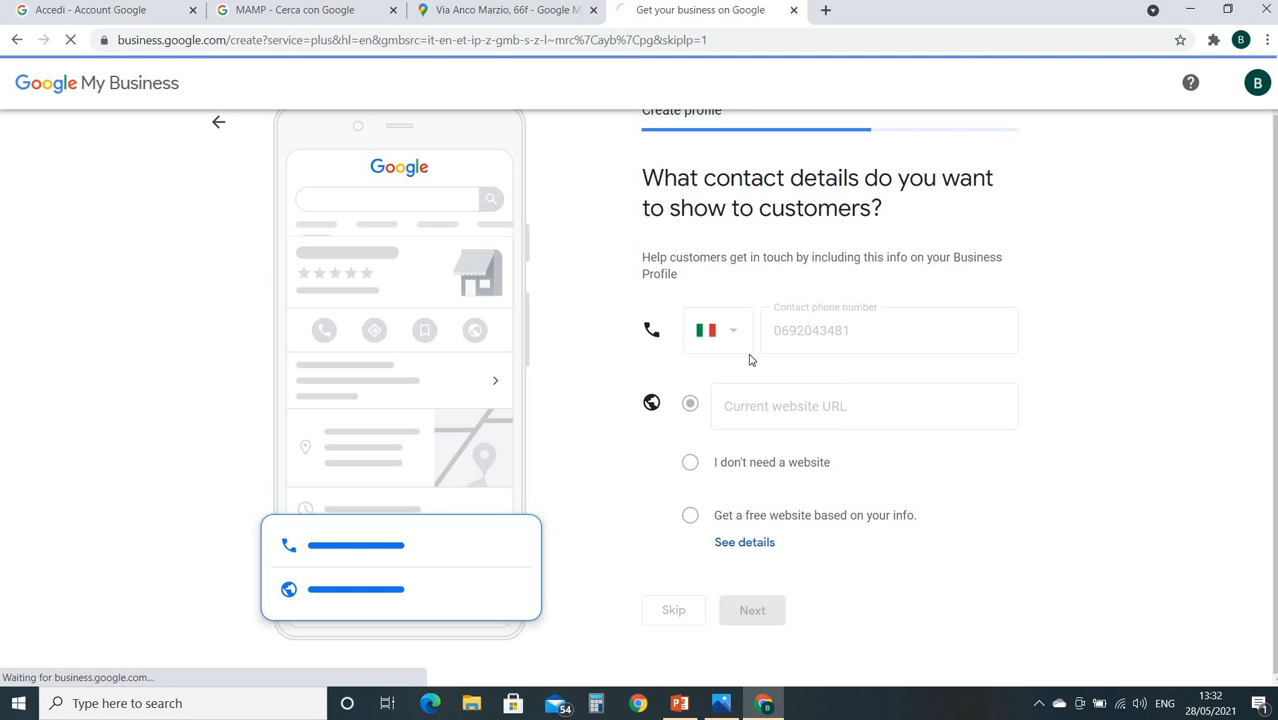 Accedi - Account Google
MAMP - Cerca con Google
Via Anco Marzio, 66f - Google M
Get your business on Google
business.google.com/create?service=plus&hl=en&gmbsrc=it-en-et-ip-z-gmb-s-z-l~mrc%7Cayb%7Cpg&skiplp=1
B
Google My Business
B
Create profile
Google
What contact details do you want
to show to customers?
Help customers get in touch by including this info on your Business
Profile
Contact phone number
0692043481
Current website URL
I don't need a website
Get a free website based on your info.
See details
Skip
Next
Waiting for business.google.com...
Type here to search
54
B
ENG
13:32
28/05/2021
1